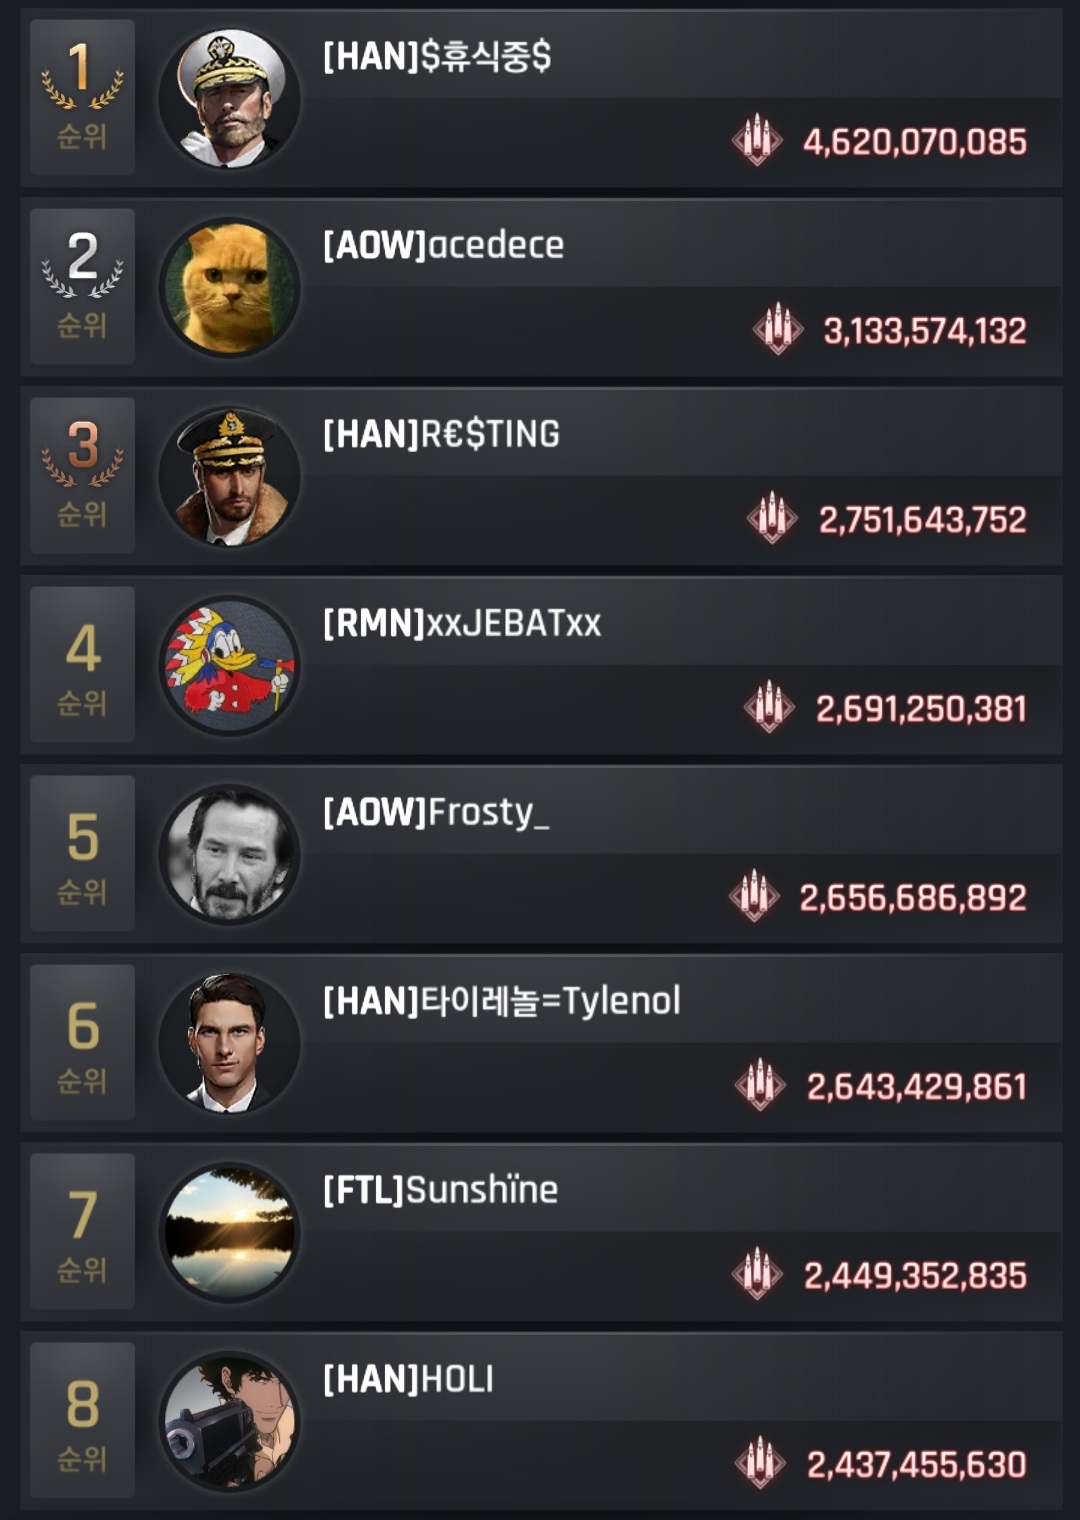 1
순위
[HAN]$휴식중$
4,620,070,085
2
순위
[AOW]acedece
3,133,574,132
3
순위
[HAN]R€$TING
2,751,643,752
4
순위
[RMN]xxJEBATxx
2,691,250,381
5
순위
[AOW]Frosty_
2,656,686,892
6
순위
[HAN]타이레놀=Tylenol
2,643,429,861
7
순위
[FTL]Sunshïne
2,449,352,835
8
순위
[HAN]HOLI
2,437,455,630